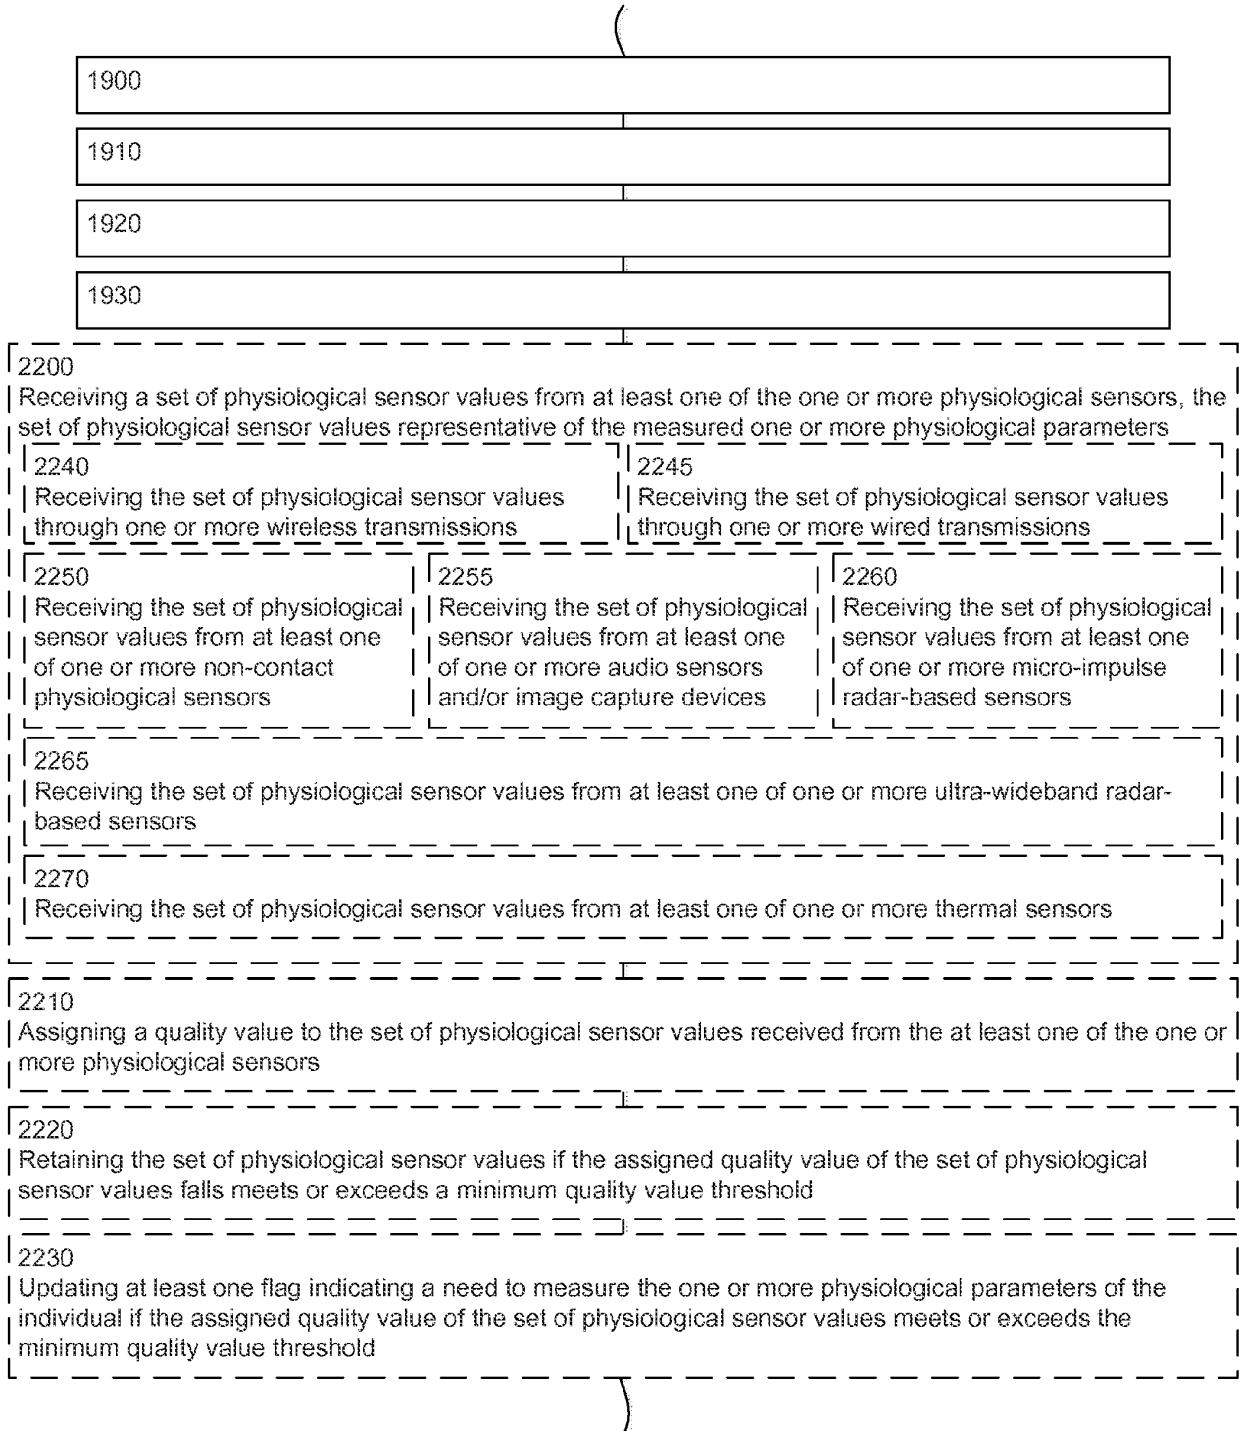 1900
1910
1920
1930
2200
Receiving a set of physiological sensor values from at least one of the one or more physiological sensors, the
set of physiological sensor values representative of the measured one or more physiological parameters
2240
Receiving the set of physiological sensor values
through one or more wireless transmissions
2245
Receiving the set of physiological sensor values
through one or more wired transmissions
2250
Receiving the set of physiological
sensor values from at least one
of one or more non-contact
physiological sensors
2255
Receiving the set of physiological
sensor values from at least one
of one or more audio sensors
and/or image capture devices
2260
Receiving the set of physiological
sensor values from at least one
of one or more micro-impulse
radar-based sensors
2265
Receiving the set of physiological sensor values from at least one of one or more ultra-wideband radar-
based sensors
2270
Receiving the set of physiological sensor values from at least one of one or more thermal sensors
2210
Assigning a quality value to the set of physiological sensor values received from the at least one of the one or
more physiological sensors
2220
Retaining the set of physiological sensor values if the assigned quality value of the set of physiological
sensor values falls meets or exceeds a minimum quality value threshold
2230
Updating at least one flag indicating a need to measure the one or more physiological parameters of the
individual if the assigned quality value of the set of physiological sensor values meets or exceeds the
minimum quality value threshold